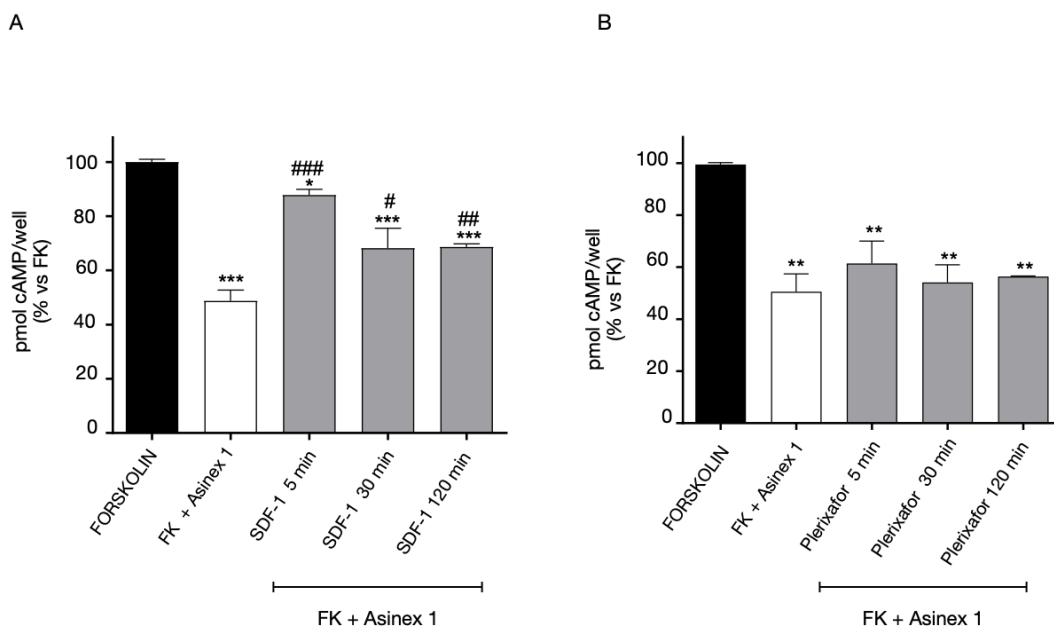 A
pmol cAMP/well
(% vs FK)
100
80
60
40
20
0
***
###
*
#
***
##
***
FORSKOLIN
FK + Asinex 1
SDF-1 5 min
SDF-1 30 min
SDF-1 120 min
FK + Asinex 1
B
pmol cAMP/well
(% vs FK)
100
80
60
40
20
0
**
**
**
**
FORSKOLIN
FK + Asinex 1
Plerixafor 5 min
Plerixafor 30 min
Plerixafor 120 min
FK + Asinex 1